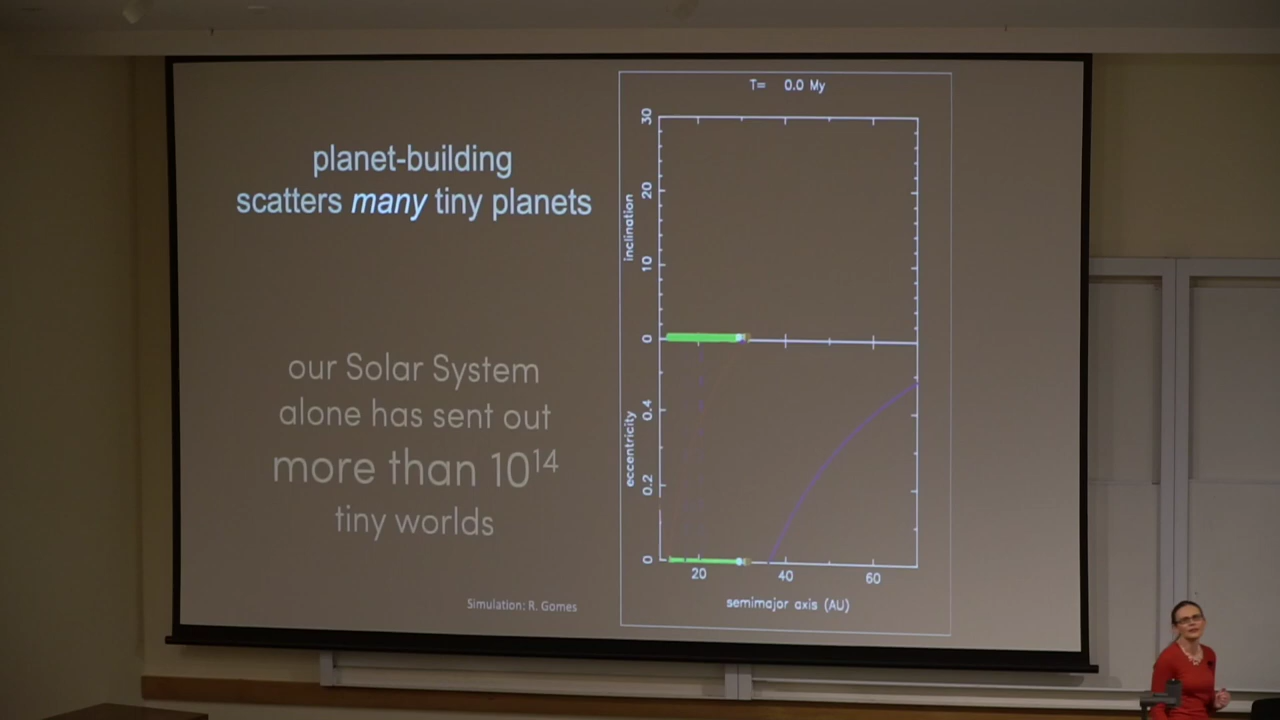 planet-building
scatters many tiny planets
our Solar System
alone has sent out
more than 10¹⁴
tiny worlds
Simulation: R. Gomes
T= 0.0 My
inclination
30
20
10
0
eccentricity
0.4
0.2
0
20 40 60
semimajor axis (AU)